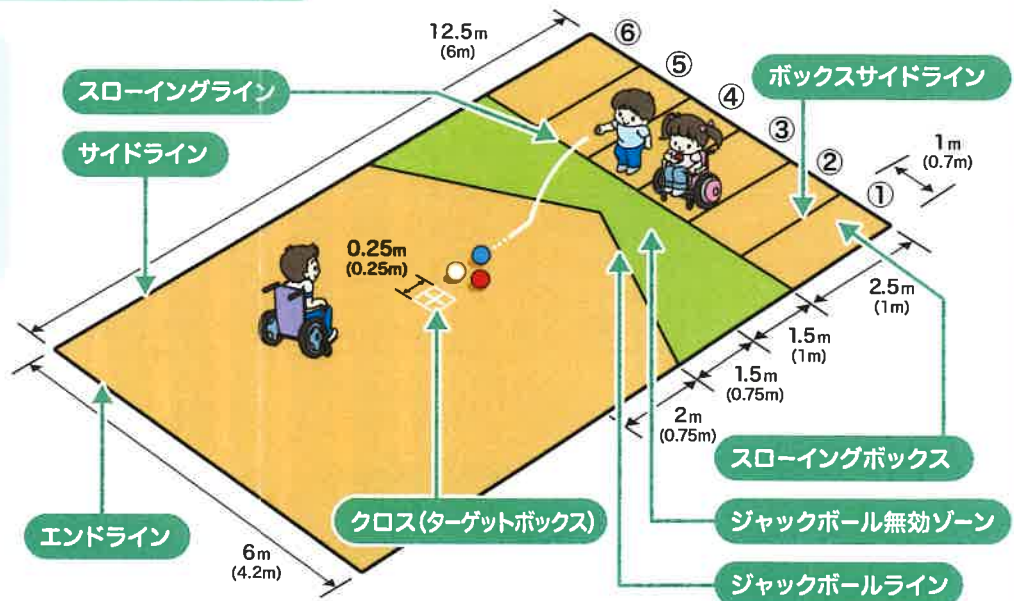 12.5m
(6m)
⑥
⑤
④
③
②
①
ボックスサイドライン
スローイングライン
サイドライン
1m
(0.7m)
0.25m
(0.25m)
2.5m
(1m)
1.5m
(1m)
1.5m
(0.75m)
2m
(0.75m)
スローイングボックス
クロス(ターゲットボックス)
ジャックボール無効ゾーン
エンドライン
6m
(4.2m)
ジャックボールライン